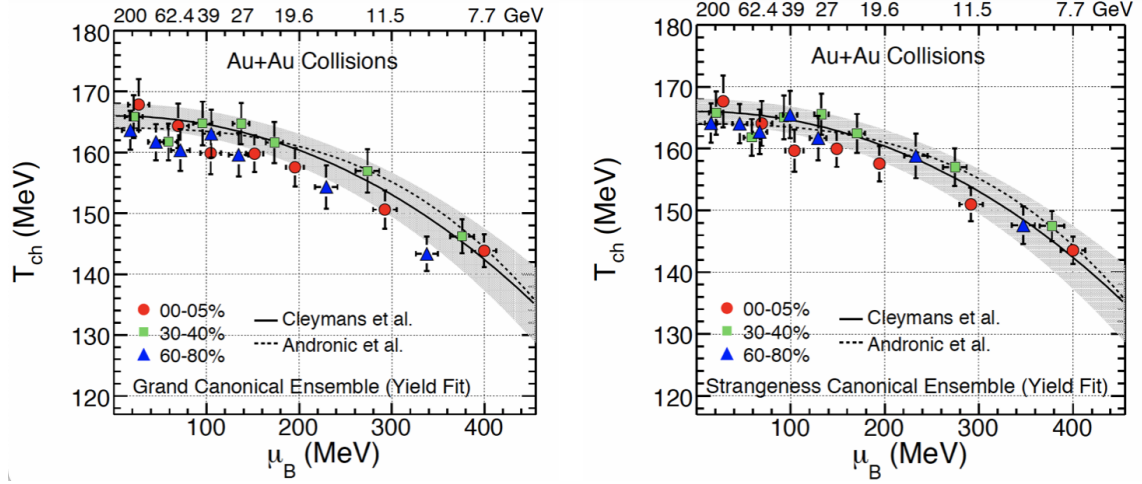 200 62.4 39 27 19.6 11.5 7.7 GeV
180
170
160
150
140
130
120
T_ch (MeV)
Au+Au Collisions
00-05%
30-40%
60-80%
Cleymans et al.
Andronic et al.
Grand Canonical Ensemble (Yield Fit)
100 200 300 400
μ_B (MeV)
200 62.4 39 27 19.6 11.5 7.7 GeV
180
170
160
150
140
130
120
T_ch (MeV)
Au+Au Collisions
00-05%
30-40%
60-80%
Cleymans et al.
Andronic et al.
Strangeness Canonical Ensemble (Yield Fit)
100 200 300 400
μ_B (MeV)